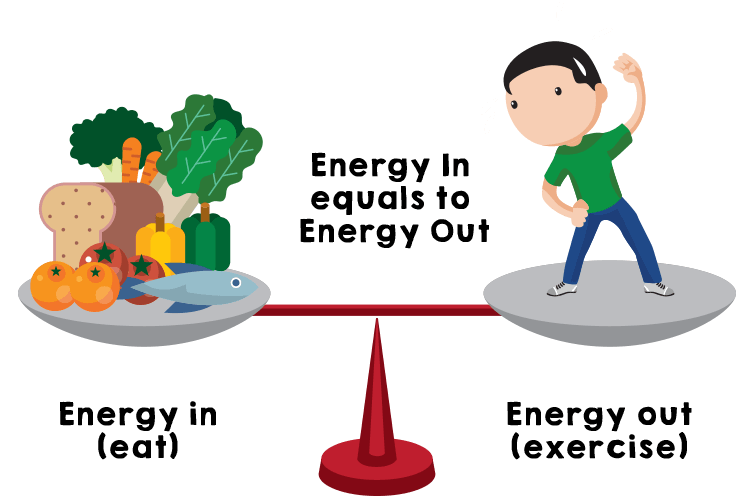 Energy In
equals to
Energy Out
Energy in
(eat)
Energy out
(exercise)